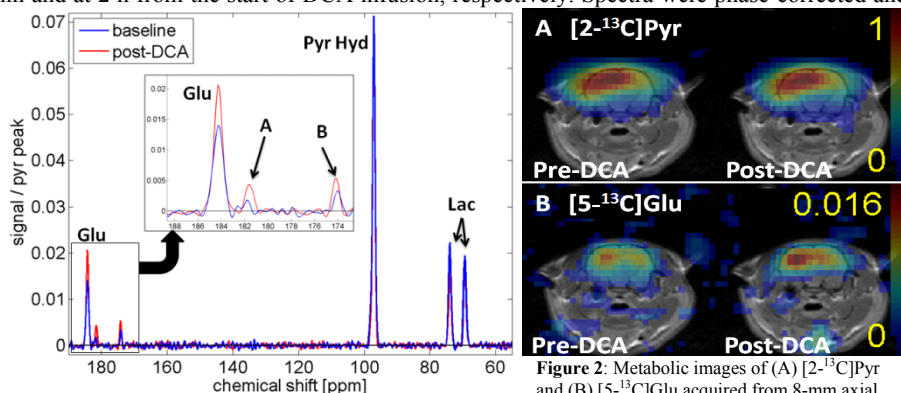 min and at 2 h from the start of DCA infusion, respectively. Spectra were phase corrected and
0.07
0.06
0.05
0.04
0.03
0.02
0.01
0
signal / pyr peak
baseline
post-DCA
Pyr Hyd
Glu
A
B
0.025
0.02
0.015
0.01
0.005
0
188 186 184 182 180 178 176 174
Glu
Lac
180 160 140 120 100 80 60
chemical shift [ppm]
A [2-¹³C]Pyr
1
Pre-DCA
Post-DCA
0
B [5-¹³C]Glu
0.016
Pre-DCA
Post-DCA
0
Figure 2: Metabolic images of (A) [2-¹³C]Pyr
and (B) [5-¹³C]Glu acquired from 8-mm axial